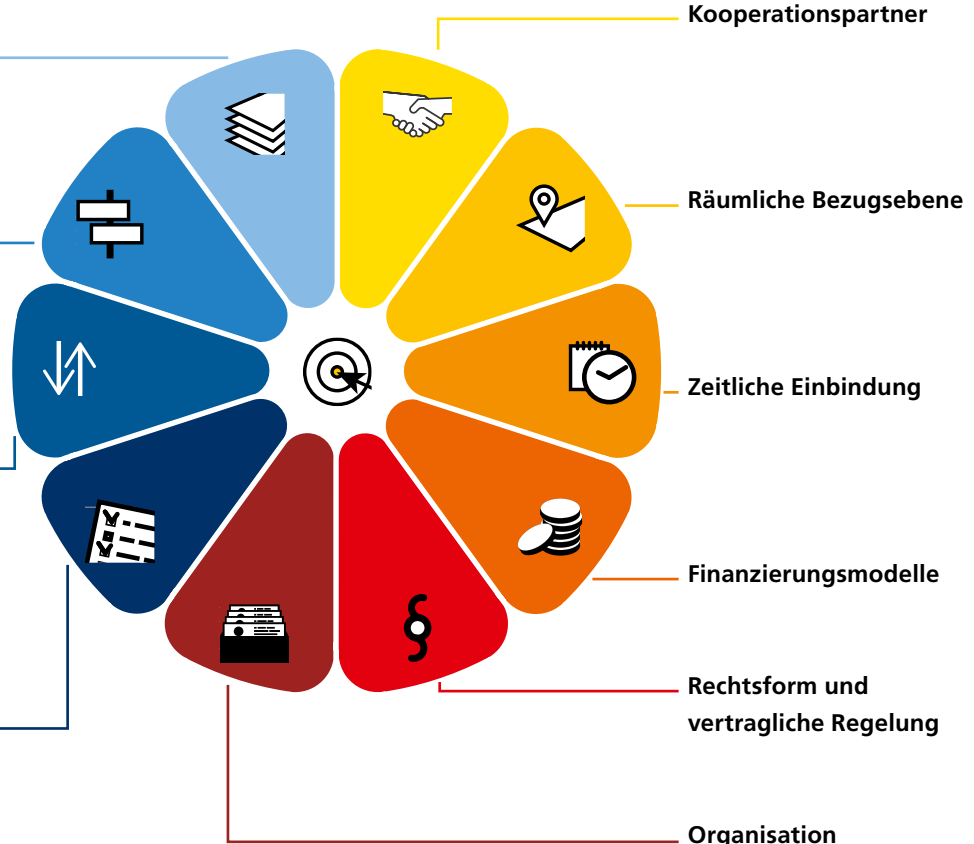 Kooperationspartner
Räumliche Bezugsebene
Zeitliche Einbindung
Finanzierungsmodelle
Rechtsform und
vertragliche Regelung
Organisation